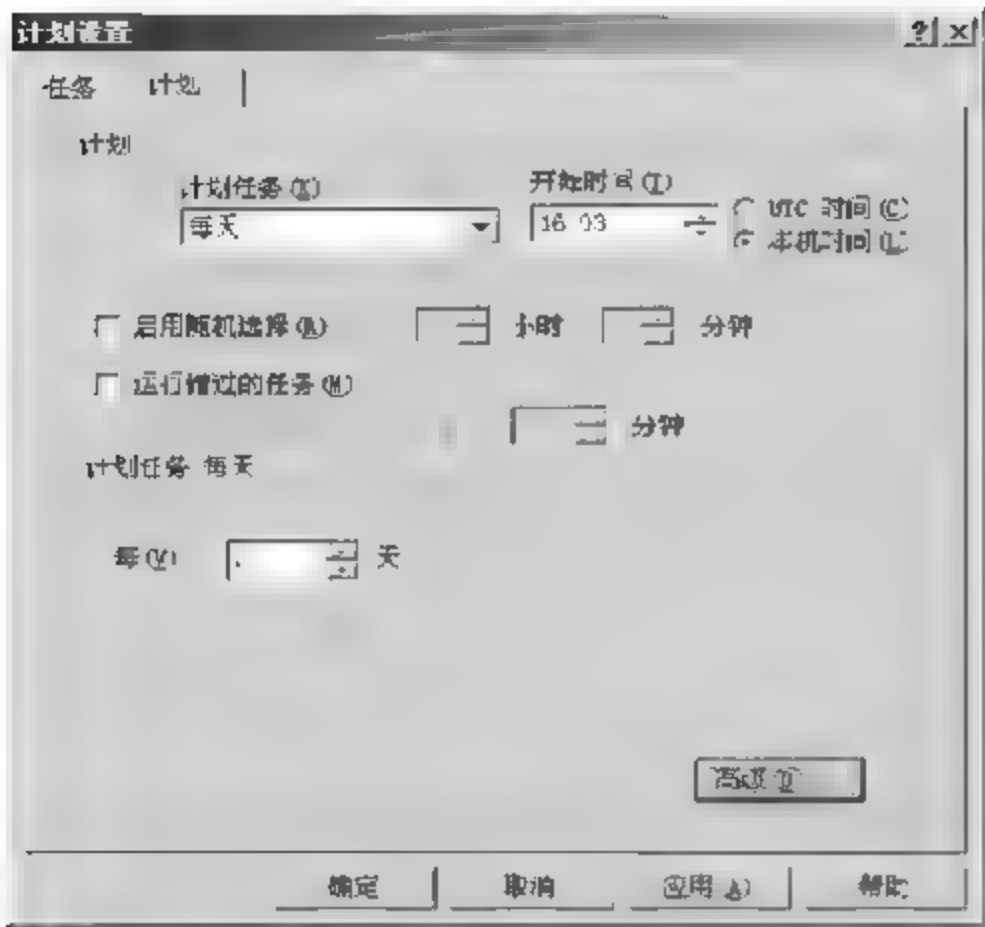 计划设置
任务 计划
计划
计划任务(K) 开始时间(T)
每天 16 03 UTC 时间(C)
本机时间(L)
启用随机选择(A) 小时 分钟
运行错过的任务(M)
分钟
计划任务 每天
每(V) 天
高级
确定 取消 应用(A) 帮助